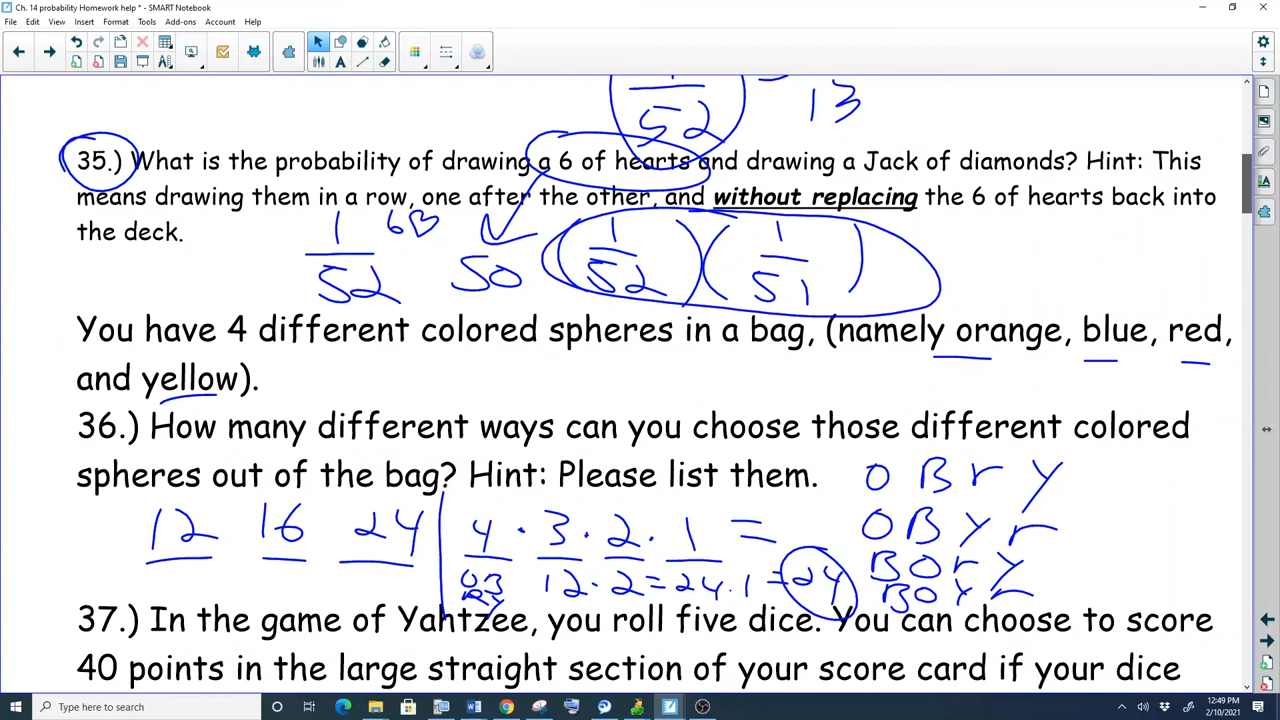 Ch. 14 probability Homework help * - SMART Notebook
File Edit View Insert Format Tools Add-ons Account Help
52
13
35.) What is the probability of drawing a 6 of hearts and drawing a Jack of diamonds? Hint: This
means drawing them in a row, one after the other, and without replacing the 6 of hearts back into
the deck.
1 1 1
52 50 52 51
You have 4 different colored spheres in a bag, (namely orange, blue, red,
and yellow).
36.) How many different ways can you choose those different colored
spheres out of the bag? Hint: Please list them.
O B r y
12 16 24 4 · 3 · 2 · 1 =
O B y r
12 · 2 = 24 · 1 = 24
B O r y
B O y r
OB
RY
37.) In the game of Yahtzee, you roll five dice. You can choose to score
40 points in the large straight section of your score card if your dice
Type here to search
12:49 PM
2/10/2021